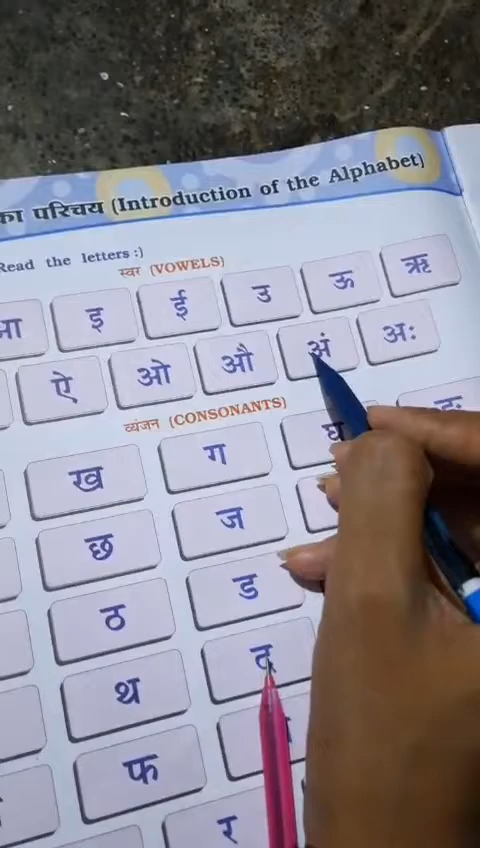 का परिचय (Introduction of the Alphabet)
Read the letters :)
स्वर (VOWELS)
इ ई उ ऊ ऋ
ऐ ओ औ अं अः
व्यंजन (CONSONANTS)
ख ग घ ङ
छ ज
ठ ड
थ द
फ
र